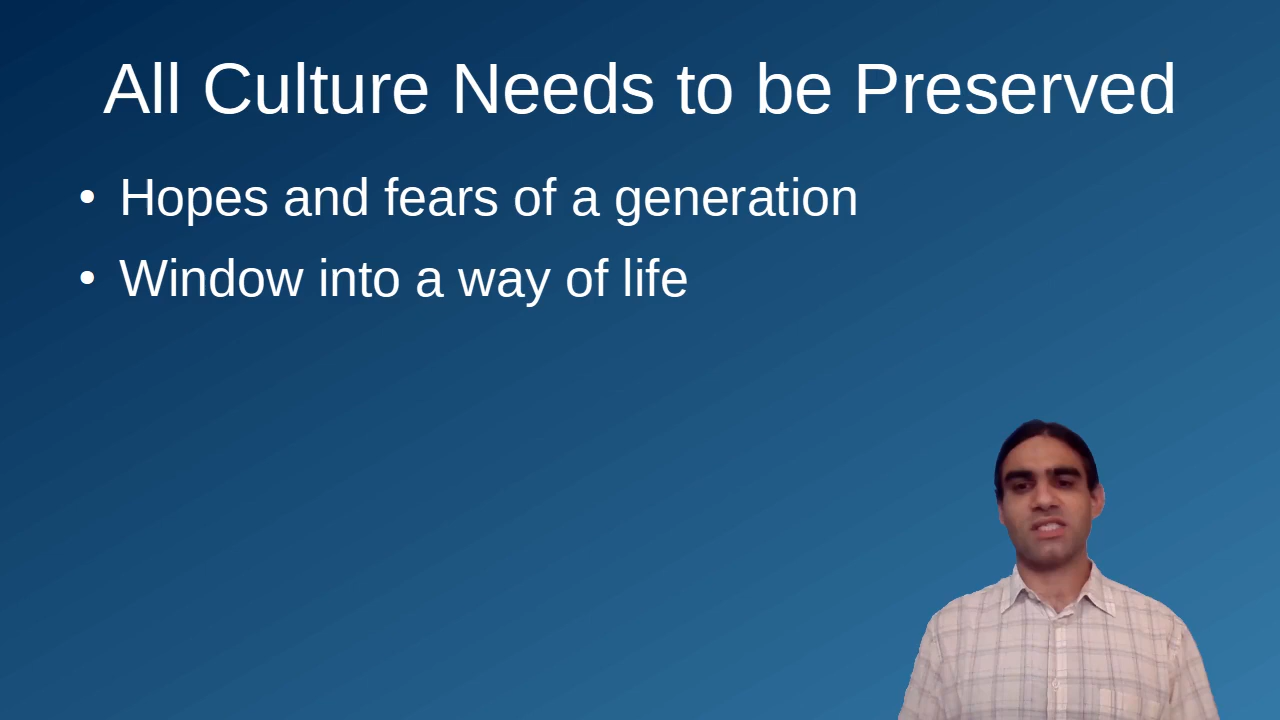 All Culture Needs to be Preserved
• Hopes and fears of a generation
• Window into a way of life